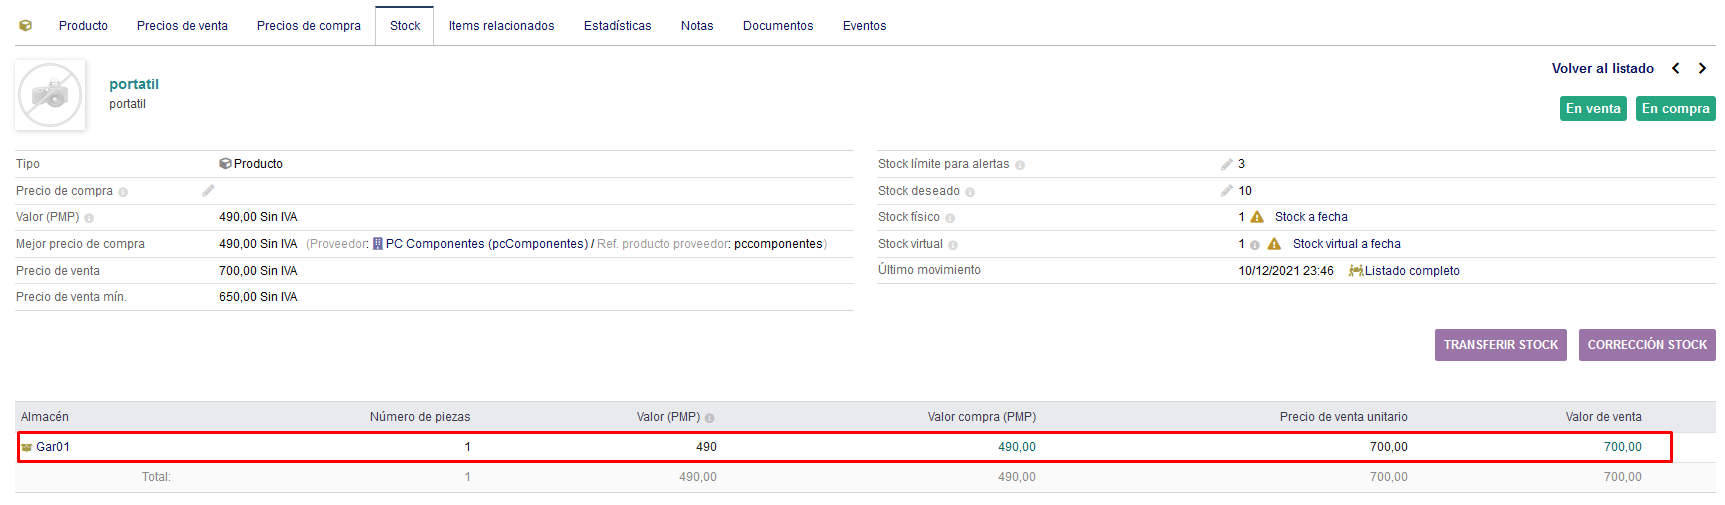 Producto Precios de venta Precios de compra Stock Items relacionados Estadísticas Notas Documentos Eventos
portatil
portatil
Volver al listado
En venta En compra
Tipo Producto
Precio de compra
Valor (PMP) 490,00 Sin IVA
Mejor precio de compra 490,00 Sin IVA (Proveedor: PC Componentes (pcComponentes) / Ref. producto proveedor: pccomponentes)
Precio de venta 700,00 Sin IVA
Precio de venta mín. 650,00 Sin IVA
Stock límite para alertas 3
Stock deseado 10
Stock físico 1 Stock a fecha
Stock virtual 1 Stock virtual a fecha
Último movimiento 10/12/2021 23:46 Listado completo
TRANSFERIR STOCK CORRECCIÓN STOCK
Almacén Número de piezas Valor (PMP) Valor compra (PMP) Precio de venta unitario Valor de venta
Gar01 1 490 490,00 700,00 700,00
Total: 1 490,00 490,00 700,00 700,00